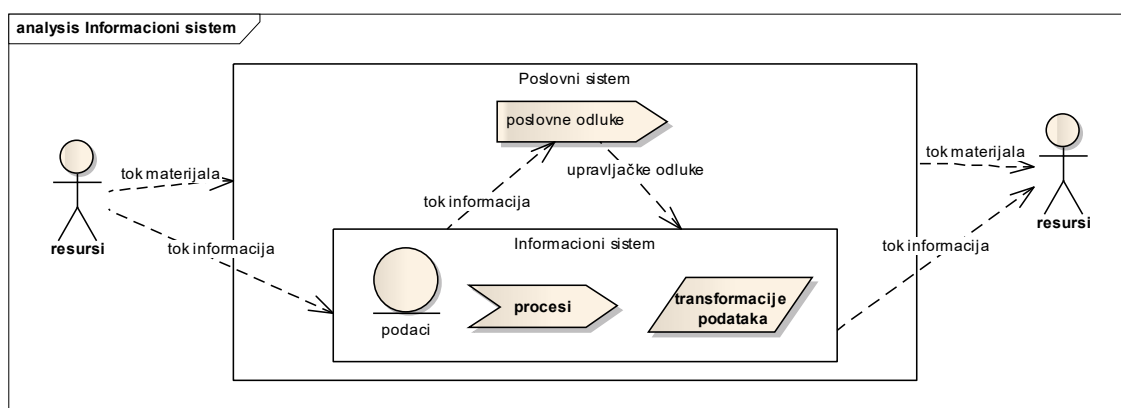 analysis Informacioni sistem
Poslovni sistem
poslovne odluke
tok materijala
upravljačke odluke
tok materijala
tok informacija
resursi
resursi
tok informacija
Informacioni sistem
tok informacija
procesi
transformacije
podataka
podaci